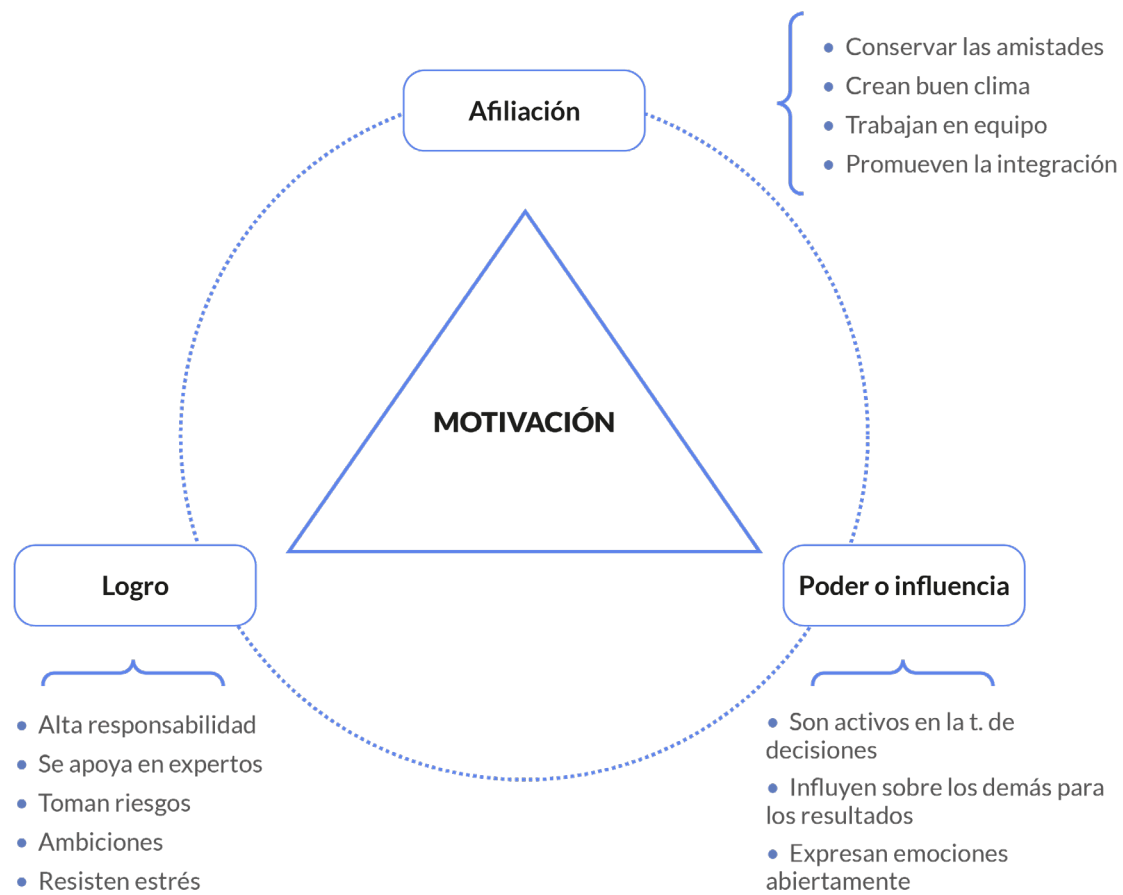 Afiliación
• Conservar las amistades
• Crean buen clima
• Trabajan en equipo
• Promueven la integración
MOTIVACIÓN
Logro
• Alta responsabilidad
• Se apoya en expertos
• Toman riesgos
• Ambiciones
• Resisten estrés
Poder o influencia
• Son activos en la t. de
decisiones
• Influyen sobre los demás para
los resultados
• Expresan emociones
abiertamente